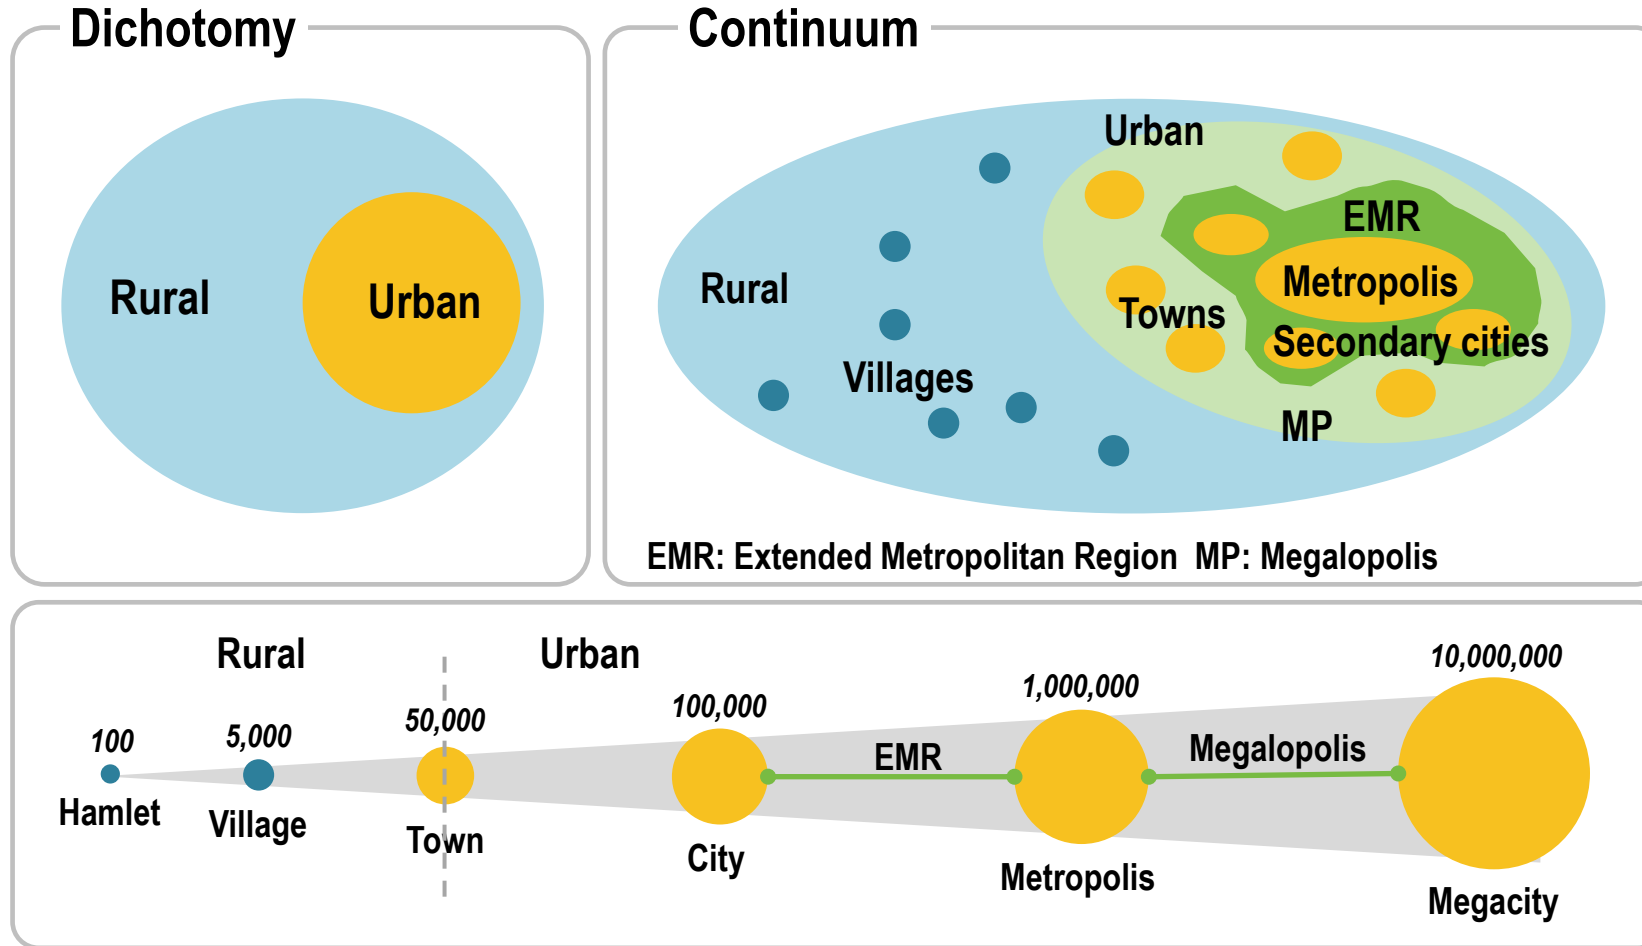 Dichotomy
Rural
Urban
Continuum
Urban
EMR
Metropolis
Rural
Towns
Secondary cities
Villages
MP
EMR: Extended Metropolitan Region MP: Megalopolis
Rural
Urban
100
5,000
50,000
100,000
1,000,000
10,000,000
EMR
Megalopolis
Hamlet
Village
Town
City
Metropolis
Megacity